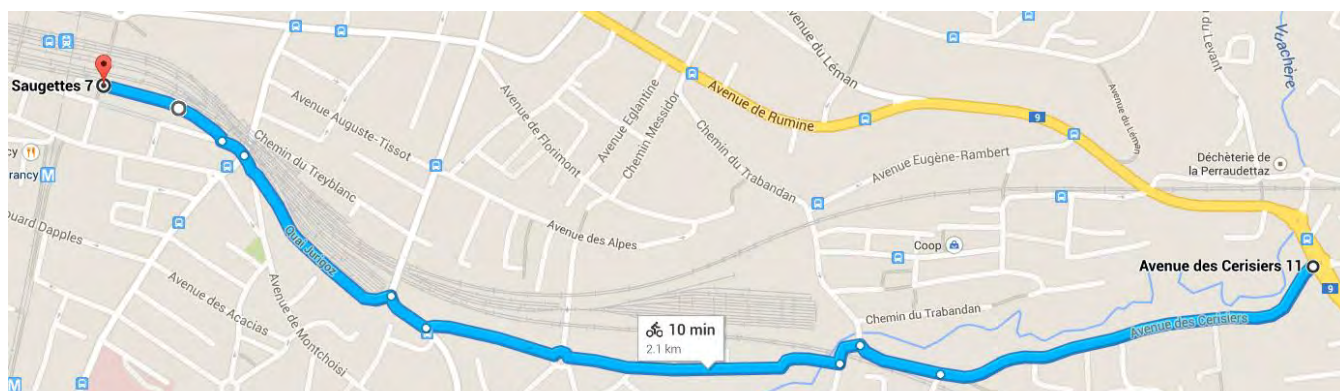 Saugettes 7
Avenue Auguste-Tissot
Chemin du Treyblanc
Quai Jurigoz
Avenue de Florimont
Avenue Eglantine
Chemin Messidor
Avenue de Rumine
Avenue du Léman
Chemin du Trabandan
Avenue Eugène-Rambert
9
Avenue du Léman
du Levant
Vuachère
Déchèterie de
la Perraudettaz
cy
rancy M
ouard Dapples
Avenue des Acacias
Avenue de Montchoisi
Avenue des Alpes
Coop
Chemin du Trabandan
Avenue des Cerisiers 11
9
Avenue des Cerisiers
10 min
2.1 km
M